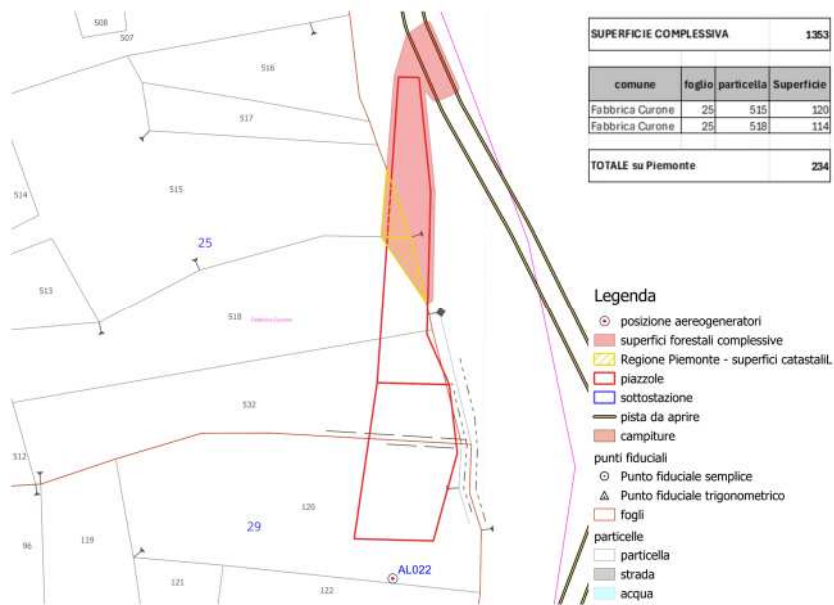 508
507
516
517
514
515
25
513
518
Fabbrica Curone
532
512
120
29
119
96
AL022
121
122
SUPERFICIE COMPLESSIVA 1353
comune foglio particella Superficie
Fabbrica Curone 25 515 120
Fabbrica Curone 25 518 114
TOTALE su Piemonte 234
Legenda
posizione aereogeneratori
superfici forestali complessive
Regione Piemonte - superfici catastaliL
piazzole
sottostazione
pista da aprire
campiture
punti fiduciali
Punto fiduciale semplice
Punto fiduciale trigonometrico
fogli
particelle
particella
strada
acqua